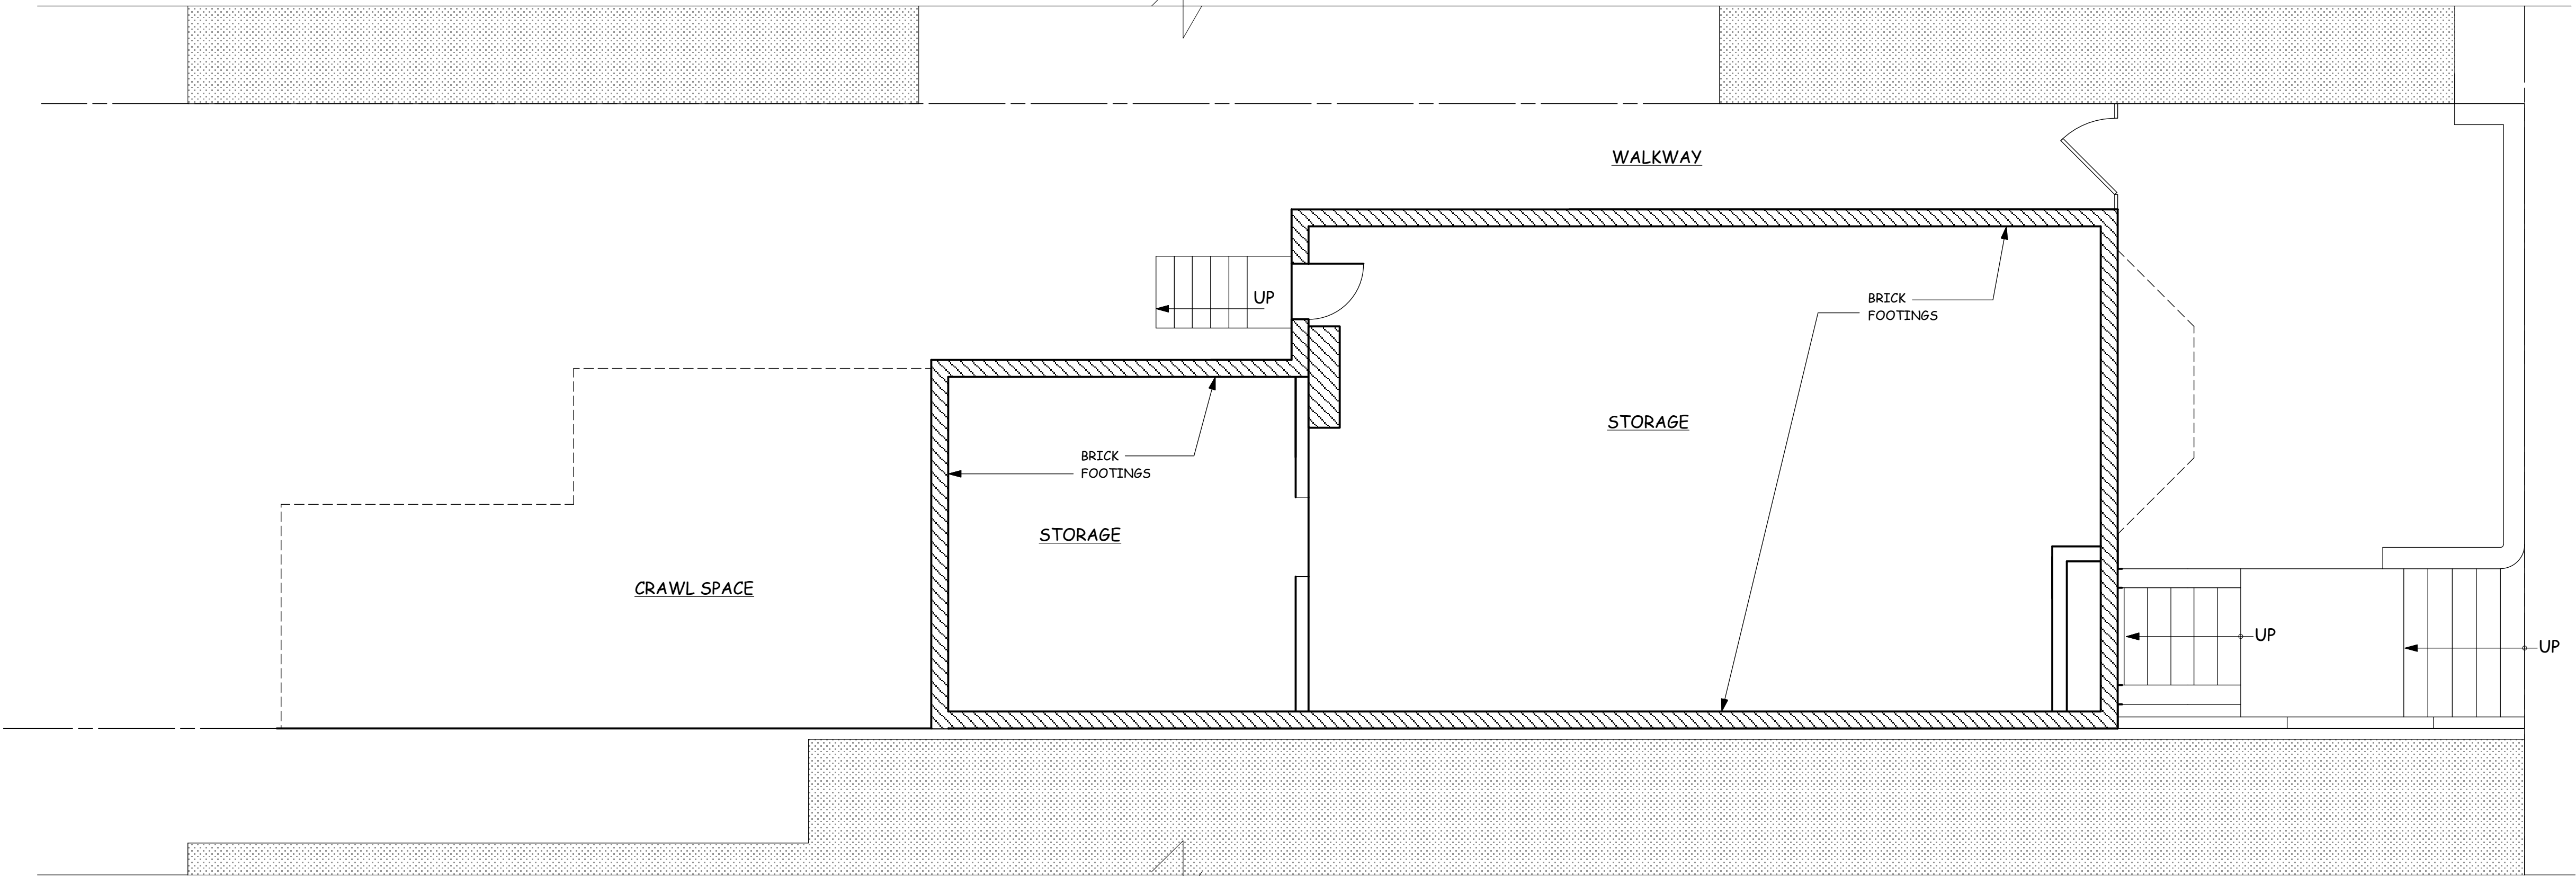 WALKWAY
UP
BRICK
FOOTINGS
STORAGE
BRICK
FOOTINGS
STORAGE
CRAWL SPACE
UP
UP